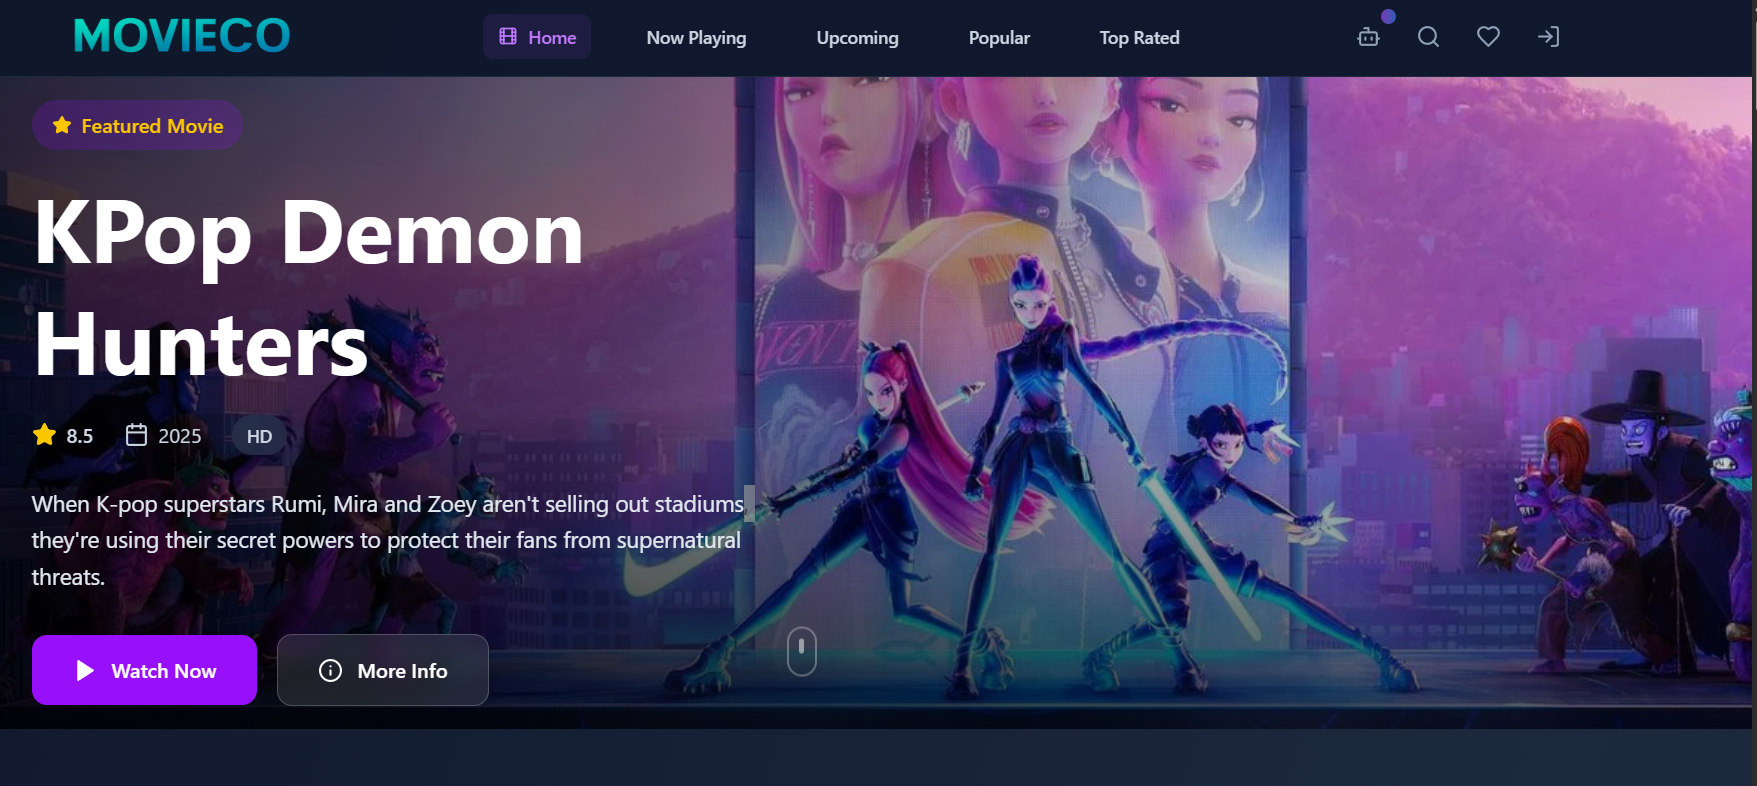 MOVIECO
Home
Now Playing
Upcoming
Popular
Top Rated
Featured Movie
KPop Demon
Hunters
8.5
2025
HD
When K-pop superstars Rumi, Mira and Zoey aren't selling out stadiums,
they're using their secret powers to protect their fans from supernatural
threats.
Watch Now
More Info